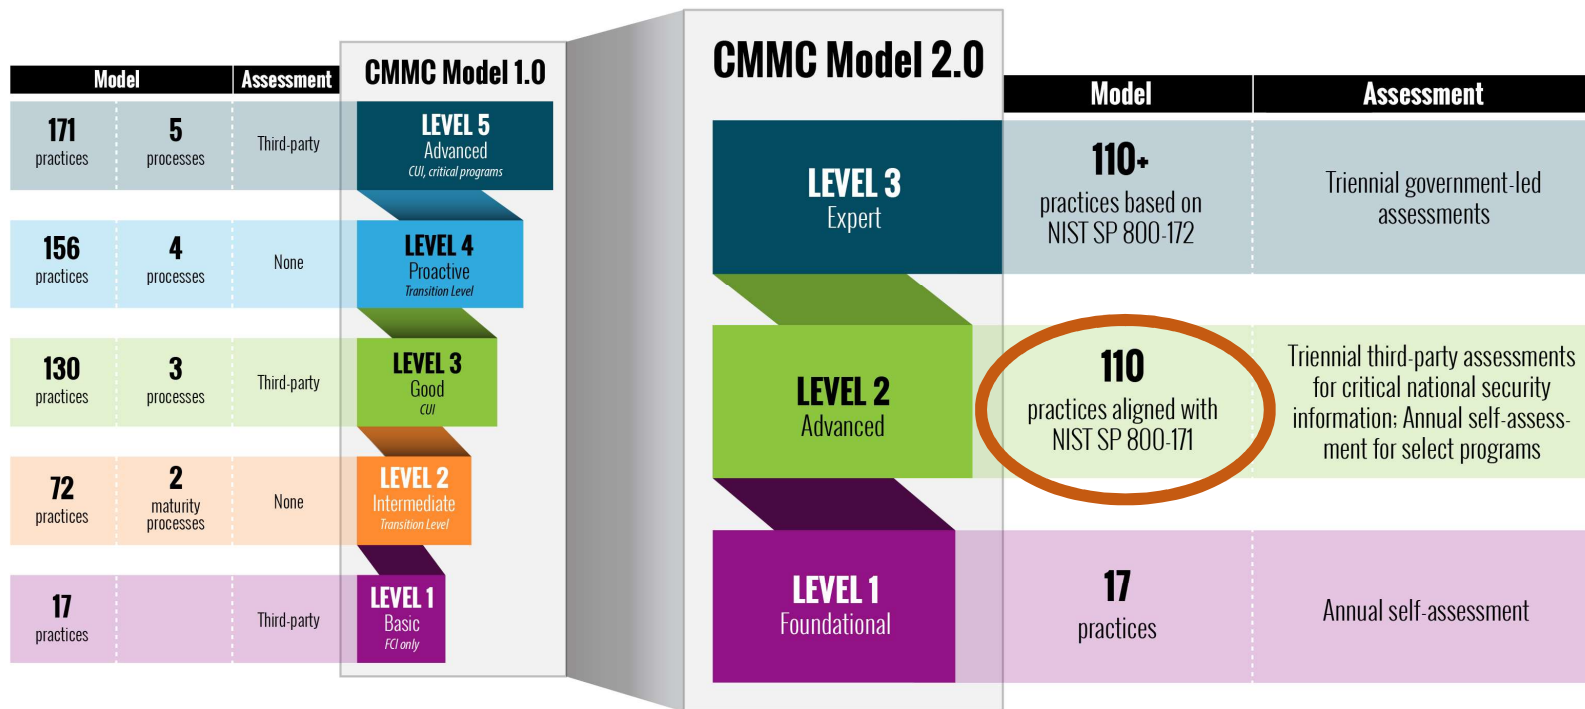 CMMC Model 1.0
Model
Assessment
171
practices
5
processes
Third-party
LEVEL 5
Advanced
CUI, critical programs
156
practices
4
processes
None
LEVEL 4
Proactive
Transition Level
130
practices
3
processes
Third-party
LEVEL 3
Good
CUI
72
practices
2
maturity
processes
None
LEVEL 2
Intermediate
Transition Level
17
practices
Third-party
LEVEL 1
Basic
FCI only
CMMC Model 2.0
Model
Assessment
LEVEL 3
Expert
110+
practices based on
NIST SP 800-172
Triennial government-led
assessments
LEVEL 2
Advanced
110
practices aligned with
NIST SP 800-171
Triennial third-party assessments
for critical national security
information; Annual self-assess-
ment for select programs
LEVEL 1
Foundational
17
practices
Annual self-assessment